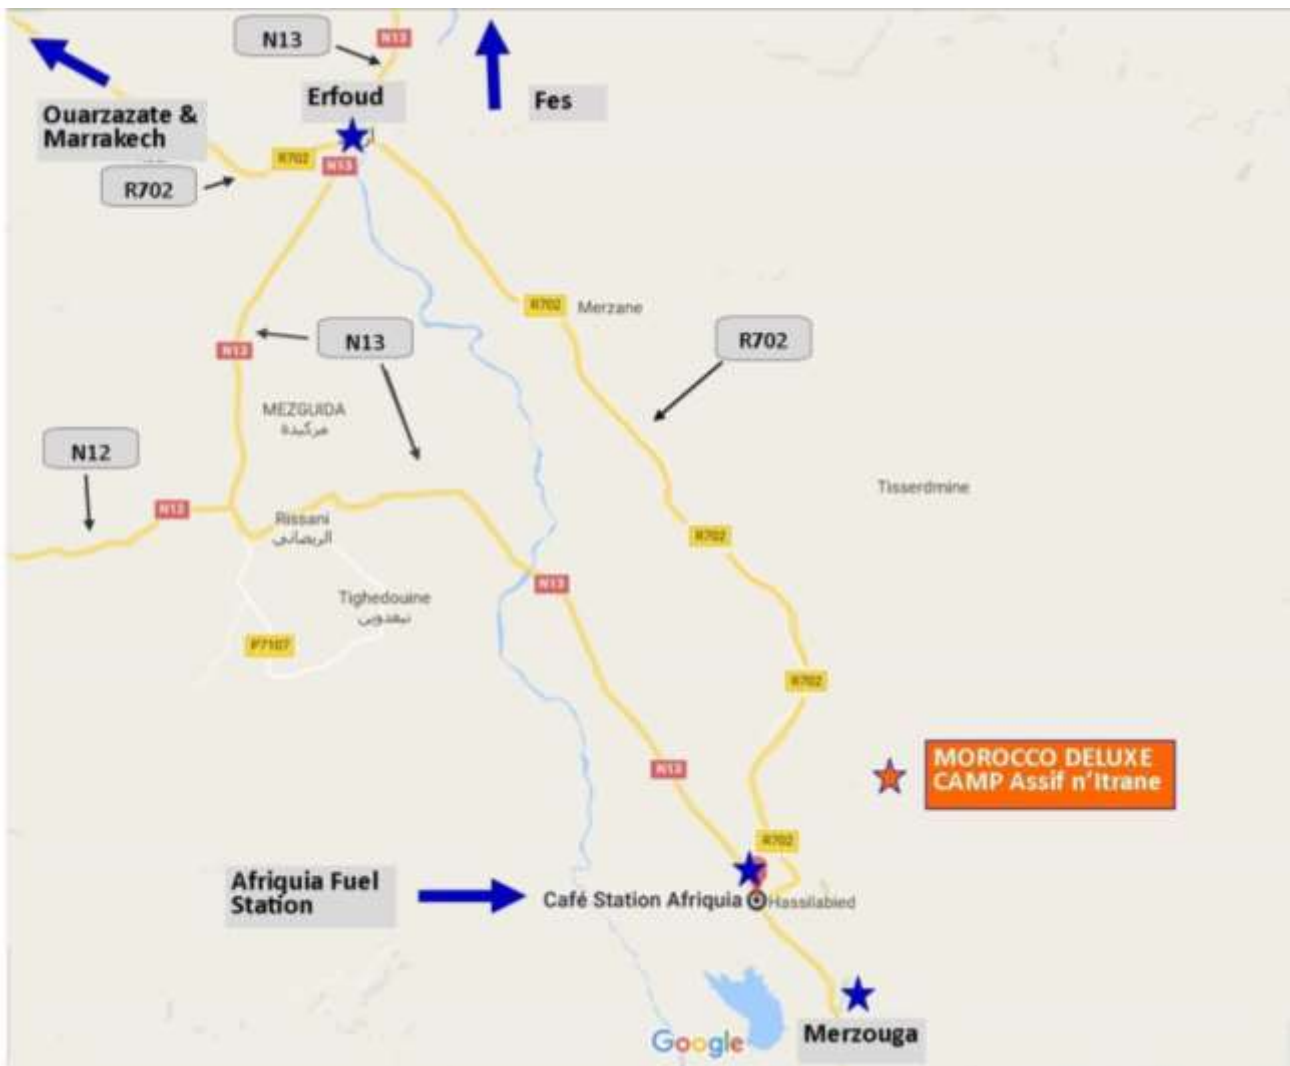 N13
N13
Erfoud
Fes
Ouarzazate &
Marrakech
R702
N13
R702
R702
Merzane
N13
R702
N13
MEZGUIDA
مزكيدة
N12
Tisserdmine
N12
Rissani
الريصاني
R702
N13
Tighedouine
P7107
R702
N13
MOROCCO DELUXE
CAMP Assif n'Itrane
R702
Afriquia Fuel
Station
Café Station Afriquia
Hassilabied
Google
Merzouga